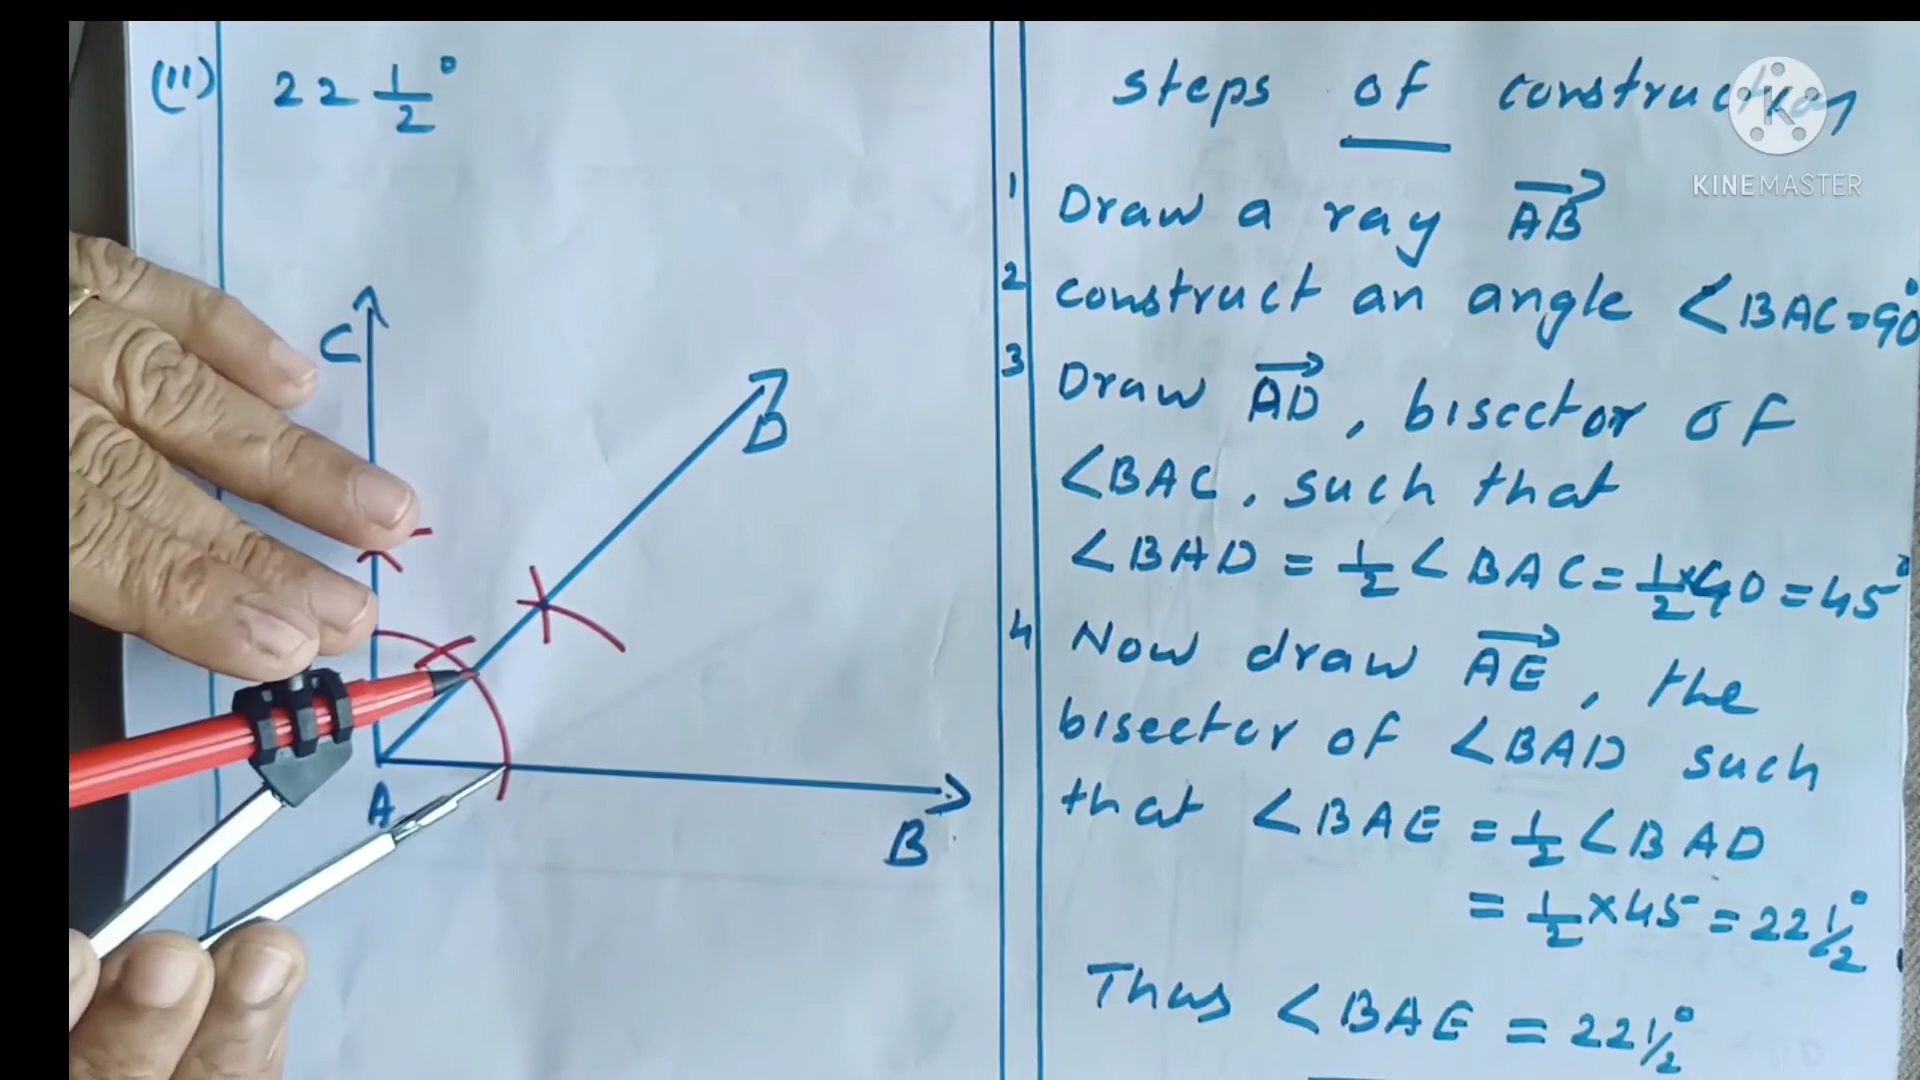 (ii) 22 1/2°
C
D
A
B
steps of construction
KINEMASTER
1 Draw a ray AB
2 construct an angle ∠BAC=90°
3 Draw AD, bisector of
∠BAC, such that
∠BAD = 1/2 ∠BAC = 1/2×90 = 45°
4 Now draw AE, the
bisector of ∠BAD such
that ∠BAE = 1/2 ∠BAD
= 1/2 × 45 = 22 1/2°
Thus ∠BAE = 22 1/2°